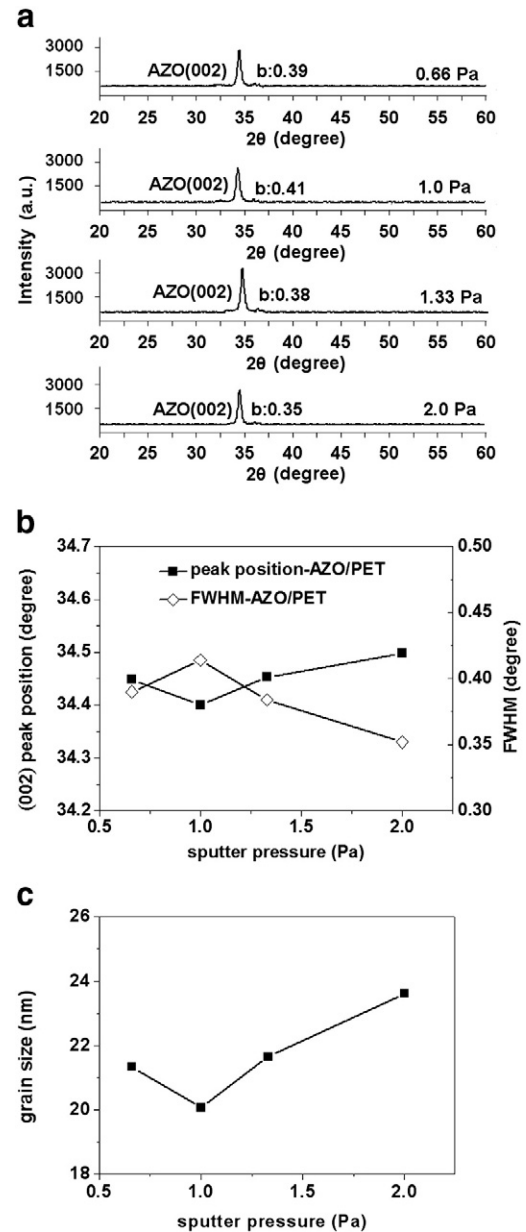 a
3000
1500
AZO(002) b:0.39 0.66 Pa
20 25 30 35 40 45 50 55 60
2θ (degree)
3000
1500
AZO(002) b:0.41 1.0 Pa
20 25 30 35 40 45 50 55 60
2θ (degree)
3000
1500
AZO(002) b:0.38 1.33 Pa
20 25 30 35 40 45 50 55 60
2θ (degree)
3000
1500
AZO(002) b:0.35 2.0 Pa
20 25 30 35 40 45 50 55 60
2θ (degree)
Intensity (a.u.)
b
34.7
34.6
34.5
34.4
34.3
34.2
(002) peak position (degree)
peak position-AZO/PET
FWHM-AZO/PET
0.50
0.45
0.40
0.35
0.30
FWHM (degree)
0.5 1.0 1.5 2.0
sputter pressure (Pa)
c
26
24
22
20
18
grain size (nm)
0.5 1.0 1.5 2.0
sputter pressure (Pa)